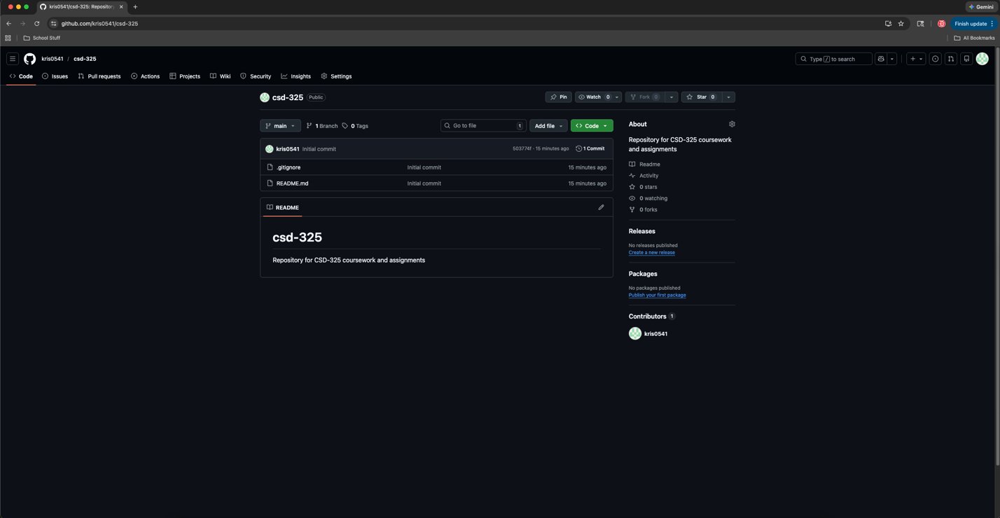 kris0541/csd-325: Repository
Gemini
github.com/kris0541/csd-325
Finish update
School Stuff
All Bookmarks
kris0541 / csd-325
Type / to search
Code Issues Pull requests Actions Projects Wiki Security Insights Settings
csd-325 Public
Pin Watch 0 Fork 0 Star 0
main 1 Branch 0 Tags
Go to file t Add file Code
kris0541 Initial commit 503774f · 15 minutes ago 1 Commit
.gitignore Initial commit 15 minutes ago
README.md Initial commit 15 minutes ago
README
csd-325
Repository for CSD-325 coursework and assignments
About
Repository for CSD-325 coursework
and assignments
Readme
Activity
0 stars
0 watching
0 forks
Releases
No releases published
Create a new release
Packages
No packages published
Publish your first package
Contributors 1
kris0541